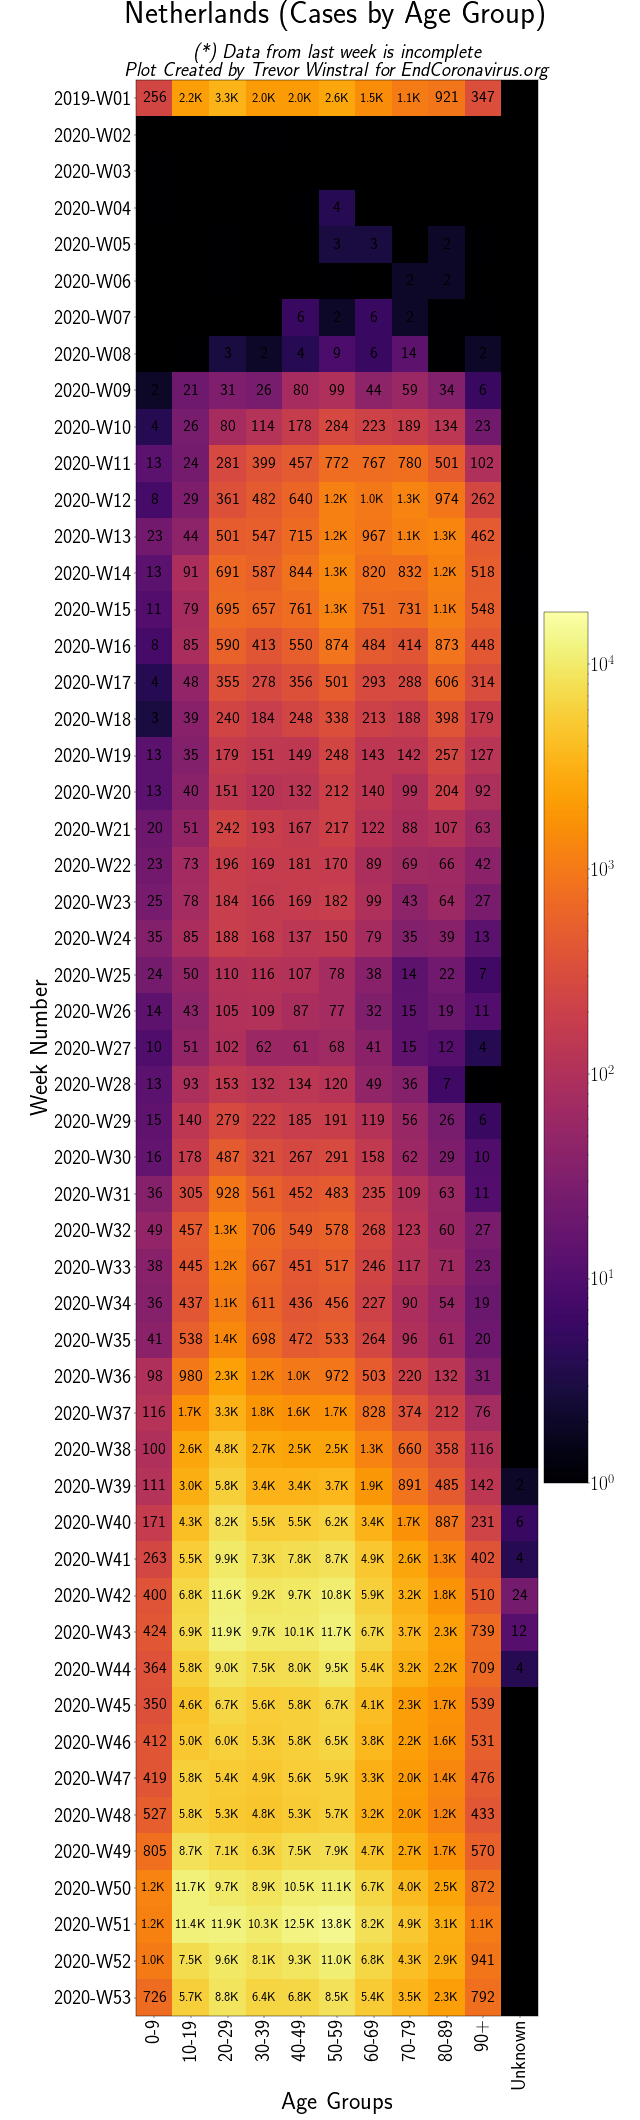 Netherlands (Cases by Age Group)
(*) Data from last week is incomplete
Plot Created by Trevor Winstral for EndCoronavirus.org
2019-W01 256 2.2K 3.3K 2.0K 2.0K 2.6K 1.5K 1.1K 921 347
2020-W02
2020-W03
2020-W04 4
2020-W05 3 3 2
2020-W06 2 2
2020-W07 6 2 6 2
2020-W08 3 2 4 9 6 14 2
2020-W09 2 21 31 26 80 99 44 59 34 6
2020-W10 4 26 80 114 178 284 223 189 134 23
2020-W11 13 24 281 399 457 772 767 780 501 102
2020-W12 8 29 361 482 640 1.2K 1.0K 1.3K 974 262
2020-W13 23 44 501 547 715 1.2K 967 1.1K 1.3K 462
2020-W14 13 91 691 587 844 1.3K 820 832 1.2K 518
2020-W15 11 79 695 657 761 1.3K 751 731 1.1K 548
2020-W16 8 85 590 413 550 874 484 414 873 448
2020-W17 4 48 355 278 356 501 293 288 606 314
2020-W18 3 39 240 184 248 338 213 188 398 179
2020-W19 13 35 179 151 149 248 143 142 257 127
2020-W20 13 40 151 120 132 212 140 99 204 92
2020-W21 20 51 242 193 167 217 122 88 107 63
2020-W22 23 73 196 169 181 170 89 69 66 42
2020-W23 25 78 184 166 169 182 99 43 64 27
2020-W24 35 85 188 168 137 150 79 35 39 13
2020-W25 24 50 110 116 107 78 38 14 22 7
2020-W26 14 43 105 109 87 77 32 15 19 11
2020-W27 10 51 102 62 61 68 41 15 12 4
2020-W28 13 93 153 132 134 120 49 36 7
2020-W29 15 140 279 222 185 191 119 56 26 6
2020-W30 16 178 487 321 267 291 158 62 29 10
2020-W31 36 305 928 561 452 483 235 109 63 11
2020-W32 49 457 1.3K 706 549 578 268 123 60 27
2020-W33 38 445 1.2K 667 451 517 246 117 71 23
2020-W34 36 437 1.1K 611 436 456 227 90 54 19
2020-W35 41 538 1.4K 698 472 533 264 96 61 20
2020-W36 98 980 2.3K 1.2K 1.0K 972 503 220 132 31
2020-W37 116 1.7K 3.3K 1.8K 1.6K 1.7K 828 374 212 76
2020-W38 100 2.6K 4.8K 2.7K 2.5K 2.5K 1.3K 660 358 116
2020-W39 111 3.0K 5.8K 3.4K 3.4K 3.7K 1.9K 891 485 142 2
2020-W40 171 4.3K 8.2K 5.5K 5.5K 6.2K 3.4K 1.7K 887 231 6
2020-W41 263 5.5K 9.9K 7.3K 7.8K 8.7K 4.9K 2.6K 1.3K 402 4
2020-W42 400 6.8K 11.6K 9.2K 9.7K 10.8K 5.9K 3.2K 1.8K 510 24
2020-W43 424 6.9K 11.9K 9.7K 10.1K 11.7K 6.7K 3.7K 2.3K 739 12
2020-W44 364 5.8K 9.0K 7.5K 8.0K 9.5K 5.4K 3.2K 2.2K 709 4
2020-W45 350 4.6K 6.7K 5.6K 5.8K 6.7K 4.1K 2.3K 1.7K 539
2020-W46 412 5.0K 6.0K 5.3K 5.8K 6.5K 3.8K 2.2K 1.6K 531
2020-W47 419 5.8K 5.4K 4.9K 5.6K 5.9K 3.3K 2.0K 1.4K 476
2020-W48 527 5.8K 5.3K 4.8K 5.3K 5.7K 3.2K 2.0K 1.2K 433
2020-W49 805 8.7K 7.1K 6.3K 7.5K 7.9K 4.7K 2.7K 1.7K 570
2020-W50 1.2K 11.7K 9.7K 8.9K 10.5K 11.1K 6.7K 4.0K 2.5K 872
2020-W51 1.2K 11.4K 11.9K 10.3K 12.5K 13.8K 8.2K 4.9K 3.1K 1.1K
2020-W52 1.0K 7.5K 9.6K 8.1K 9.3K 11.0K 6.8K 4.3K 2.9K 941
2020-W53 726 5.7K 8.8K 6.4K 6.8K 8.5K 5.4K 3.5K 2.3K 792
0-9 10-19 20-29 30-39 40-49 50-59 60-69 70-79 80-89 90+ Unknown
Age Groups
Week Number
10⁴
10³
10²
10¹
10⁰